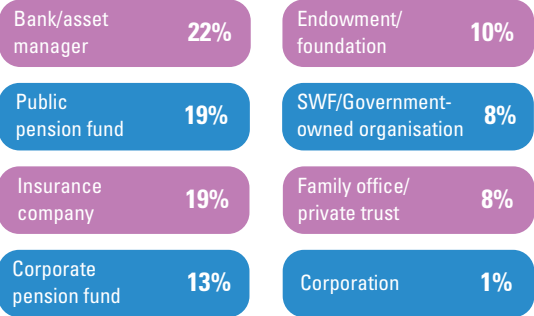 Bank/asset
manager
22%
Public
pension fund
19%
Insurance
company
19%
Corporate
pension fund
13%
Endowment/
foundation
10%
SWF/Government-
owned organisation
8%
Family office/
private trust
8%
Corporation
1%